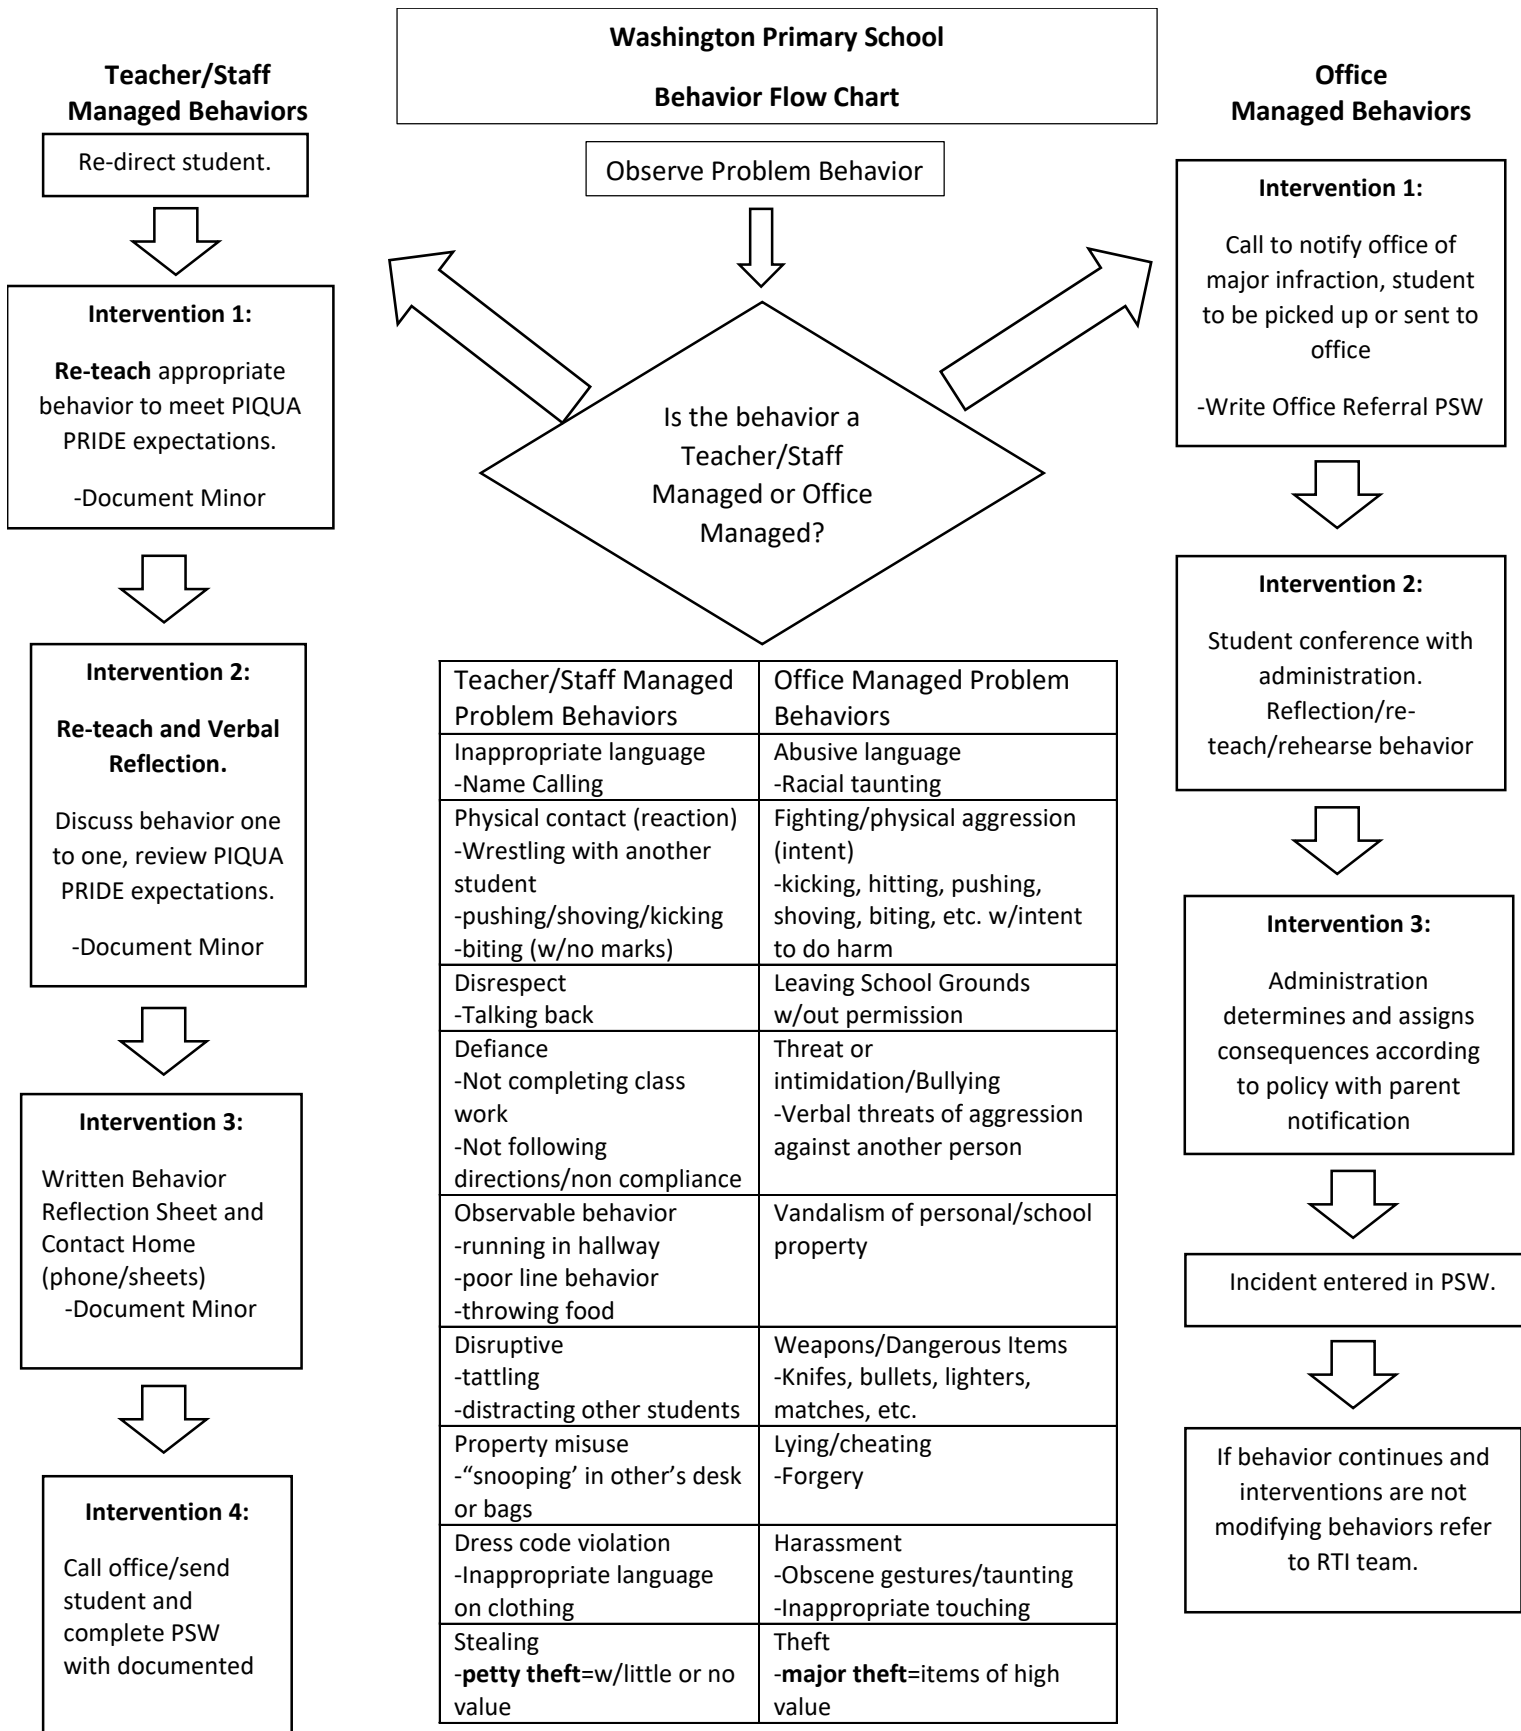 Washington Primary School
Behavior Flow Chart
Teacher/Staff
Managed Behaviors
Re-direct student.
Intervention 1:
Re-teach appropriate
behavior to meet PIQUA
PRIDE expectations.
-Document Minor
Intervention 2:
Re-teach and Verbal
Reflection.
Discuss behavior one
to one, review PIQUA
PRIDE expectations.
-Document Minor
Intervention 3:
Written Behavior
Reflection Sheet and
Contact Home
(phone/sheets)
-Document Minor
Intervention 4:
Call office/send
student and
complete PSW
with documented
Observe Problem Behavior
Is the behavior a
Teacher/Staff
Managed or Office
Managed?
Teacher/Staff Managed
Problem Behaviors
Office Managed Problem
Behaviors
Inappropriate language
-Name Calling
Abusive language
-Racial taunting
Physical contact (reaction)
-Wrestling with another
student
-pushing/shoving/kicking
-biting (w/no marks)
Fighting/physical aggression
(intent)
-kicking, hitting, pushing,
shoving, biting, etc. w/intent
to do harm
Disrespect
-Talking back
Leaving School Grounds
w/out permission
Defiance
-Not completing class
work
-Not following
directions/non compliance
Threat or
intimidation/Bullying
-Verbal threats of aggression
against another person
Observable behavior
-running in hallway
-poor line behavior
-throwing food
Vandalism of personal/school
property
Disruptive
-tattling
-distracting other students
Weapons/Dangerous Items
-Knifes, bullets, lighters,
matches, etc.
Property misuse
-“snooping’ in other’s desk
or bags
Lying/cheating
-Forgery
Dress code violation
-Inappropriate language
on clothing
Harassment
-Obscene gestures/taunting
-Inappropriate touching
Stealing
-petty theft=w/little or no
value
Theft
-major theft=items of high
value
Office
Managed Behaviors
Intervention 1:
Call to notify office of
major infraction, student
to be picked up or sent to
office
-Write Office Referral PSW
Intervention 2:
Student conference with
administration.
Reflection/re-
teach/rehearse behavior
Intervention 3:
Administration
determines and assigns
consequences according
to policy with parent
notification
Incident entered in PSW.
If behavior continues and
interventions are not
modifying behaviors refer
to RTI team.